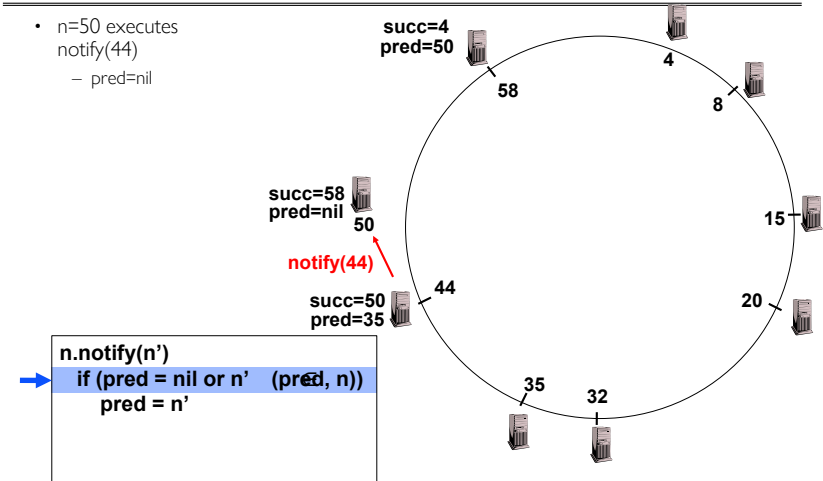 • n=50 executes
notify(44)
– pred=nil
succ=4
pred=50
58
4
8
succ=58
pred=nil
50
15
notify(44)
44
succ=50
pred=35
20
35
32
n.notify(n’)
if (pred = nil or n’ (pred, n))
pred = n’